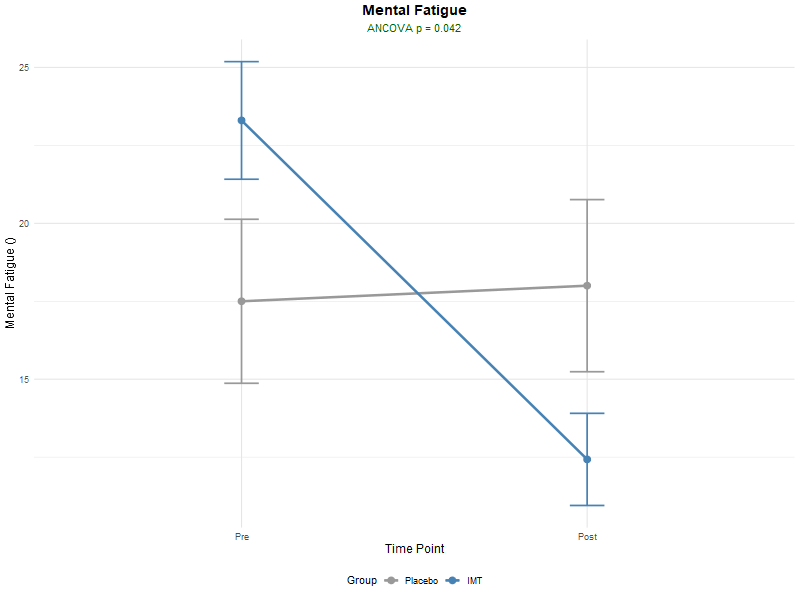 Mental Fatigue
ANCOVA p = 0.042
25
20
15
Mental Fatigue ()
Pre
Post
Time Point
Group Placebo IMT